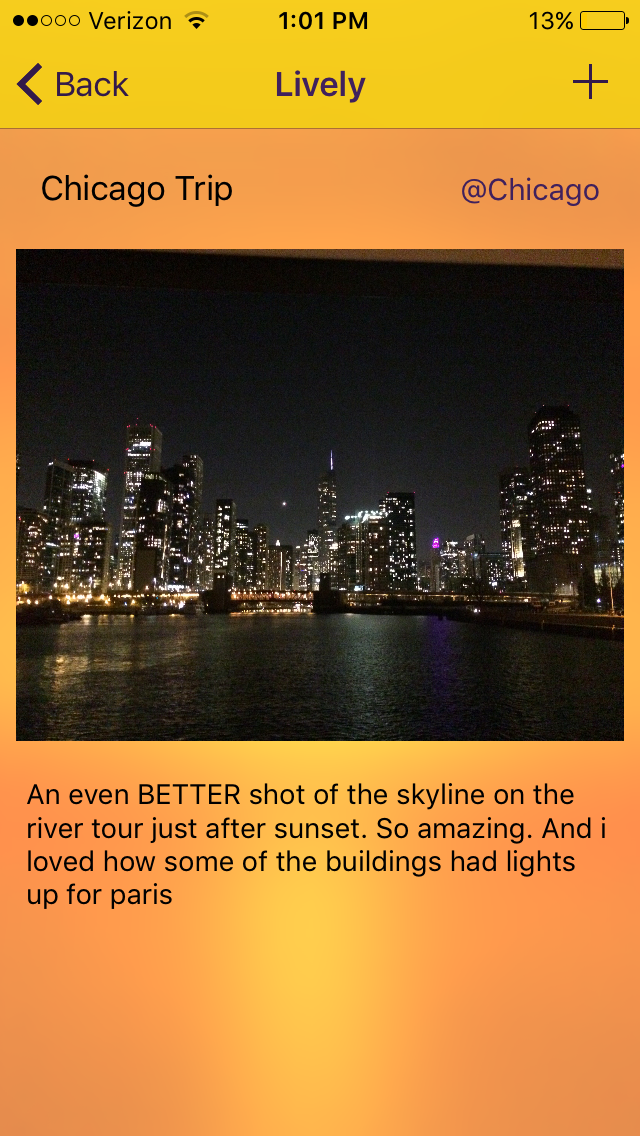 Verizon 1:01 PM 13%
Back Lively
Chicago Trip @Chicago
An even BETTER shot of the skyline on the
river tour just after sunset. So amazing. And i
loved how some of the buildings had lights
up for paris